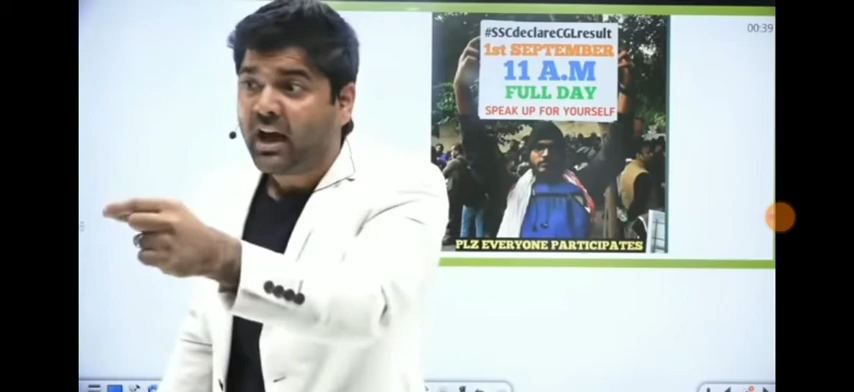 00:39
#SSCdeclareCGLresult
1st SEPTEMBER
11 A.M
FULL DAY
SPEAK UP FOR YOURSELF
PLZ EVERYONE PARTICIPATES